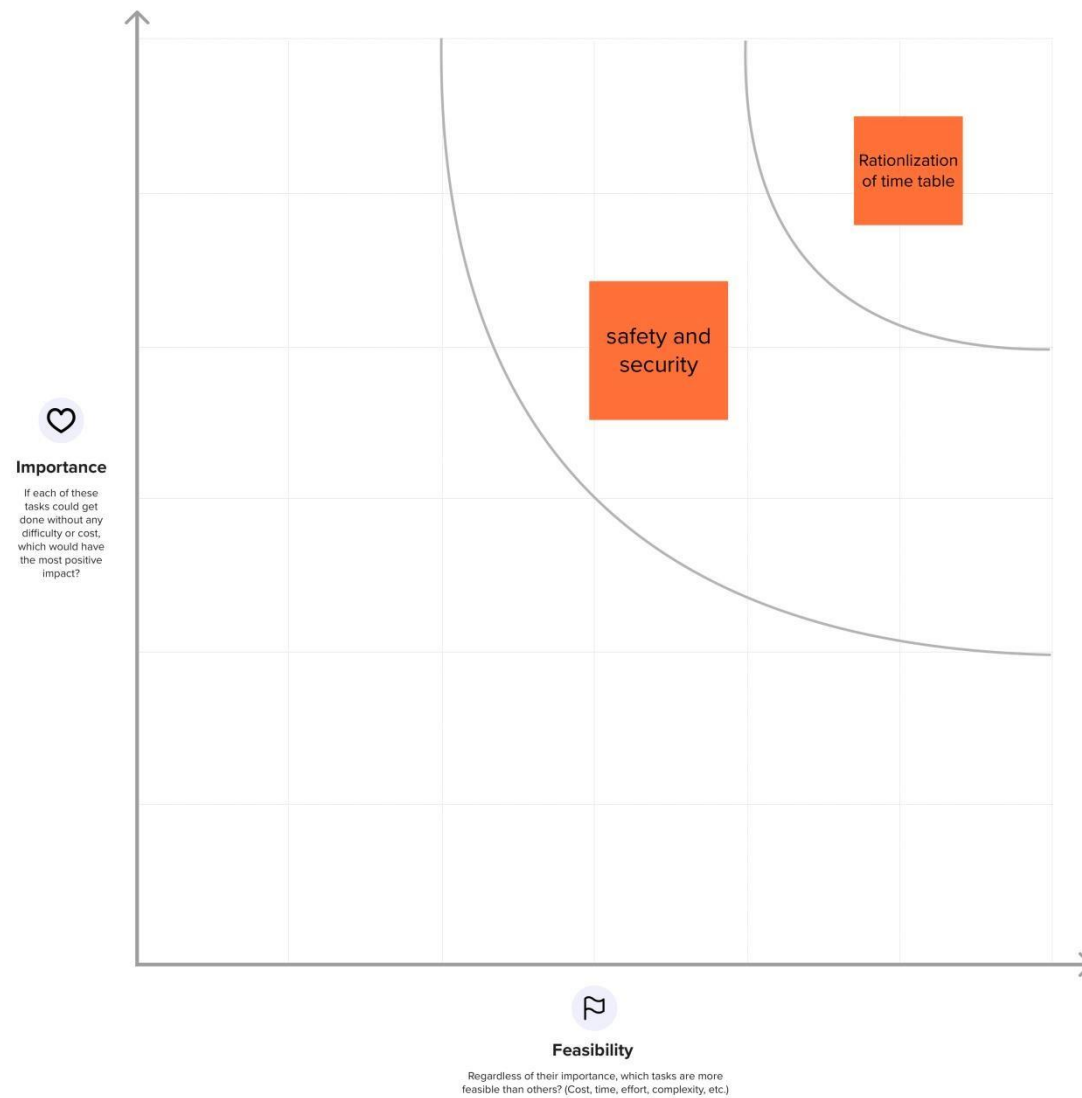 Rationlization
of time table
safety and
security
Importance
If each of these
tasks could get
done without any
difficulty or cost,
which would have
the most positive
impact?
Feasibility
Regardless of their importance, which tasks are more
feasible than others? (Cost, time, effort, complexity, etc.)